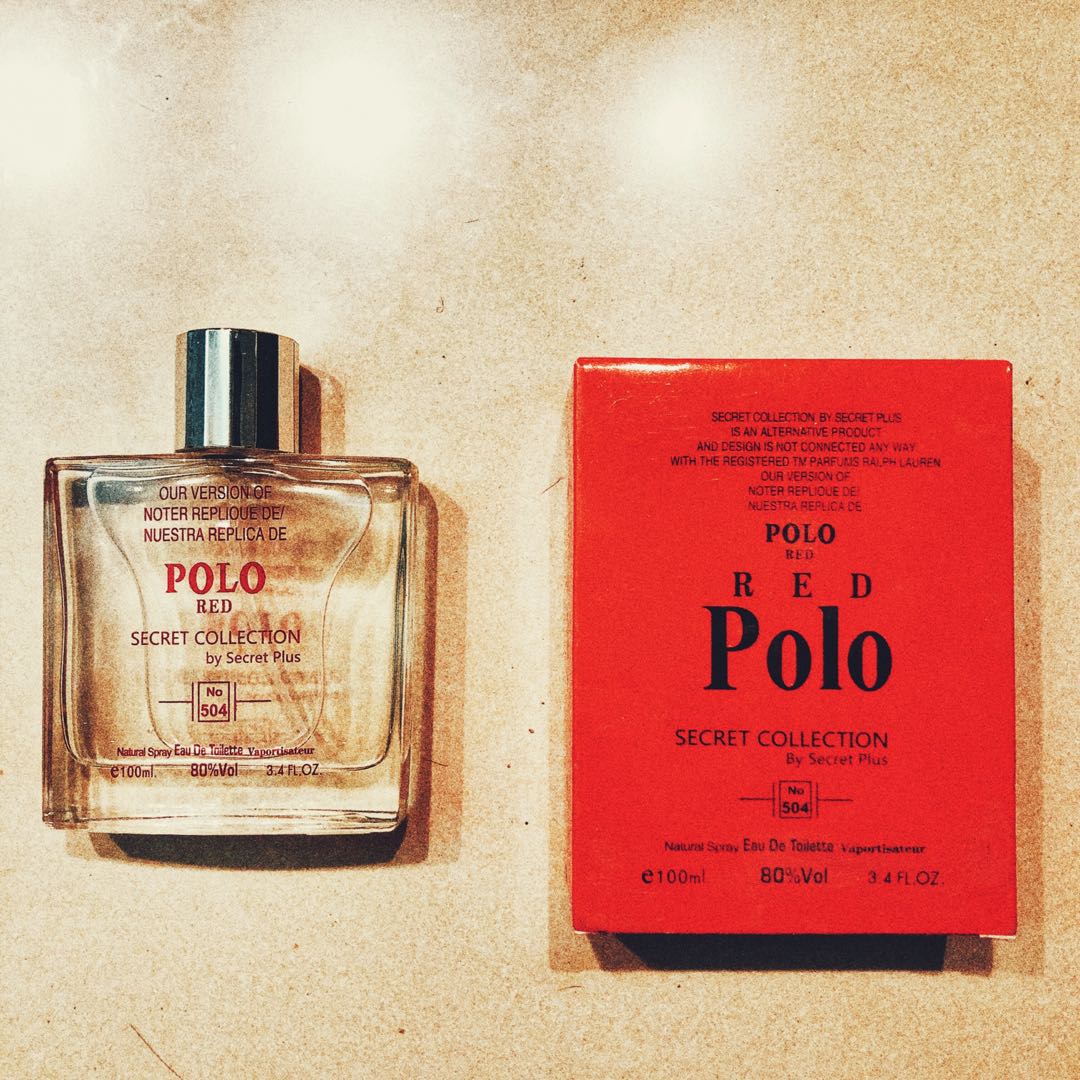 OUR VERSION OF
NOTER REPLIQUE DE/
NUESTRA REPLICA DE
POLO
RED
SECRET COLLECTION
by Secret Plus
No
504
Natural Spray Eau De Toilette Vaportisateur
e100ml. 80%Vol 3.4 FL.OZ.
SECRET COLLECTION BY SECRET PLUS
IS AN ALTERNATIVE PRODUCT
AND DESIGN IS NOT CONNECTED ANY WAY
WITH THE REGISTERED TM PARFUMS RALPH LAUREN
OUR VERSION OF
NOTER REPLIQUE DE/
NUESTRA REPLICA DE
POLO
RED
RED
Polo
SECRET COLLECTION
By Secret Plus
No
504
Natural Spray Eau De Toilette Vaportisateur
e100ml. 80%Vol 3.4 FL.OZ.